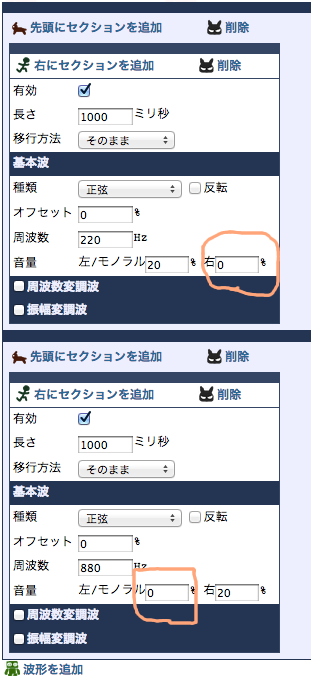 先頭にセクションを追加 削除
右にセクションを追加 削除
有効
長さ 1000 ミリ秒
移行方法 そのまま
基本波
種類 正弦 反転
オフセット 0 %
周波数 220 Hz
音量 左/モノラル 20 % 右 0 %
周波数変調波
振幅変調波
先頭にセクションを追加 削除
右にセクションを追加 削除
有効
長さ 1000 ミリ秒
移行方法 そのまま
基本波
種類 正弦 反転
オフセット 0 %
周波数 880 Hz
音量 左/モノラル 0 % 右 20 %
周波数変調波
振幅変調波
波形を追加